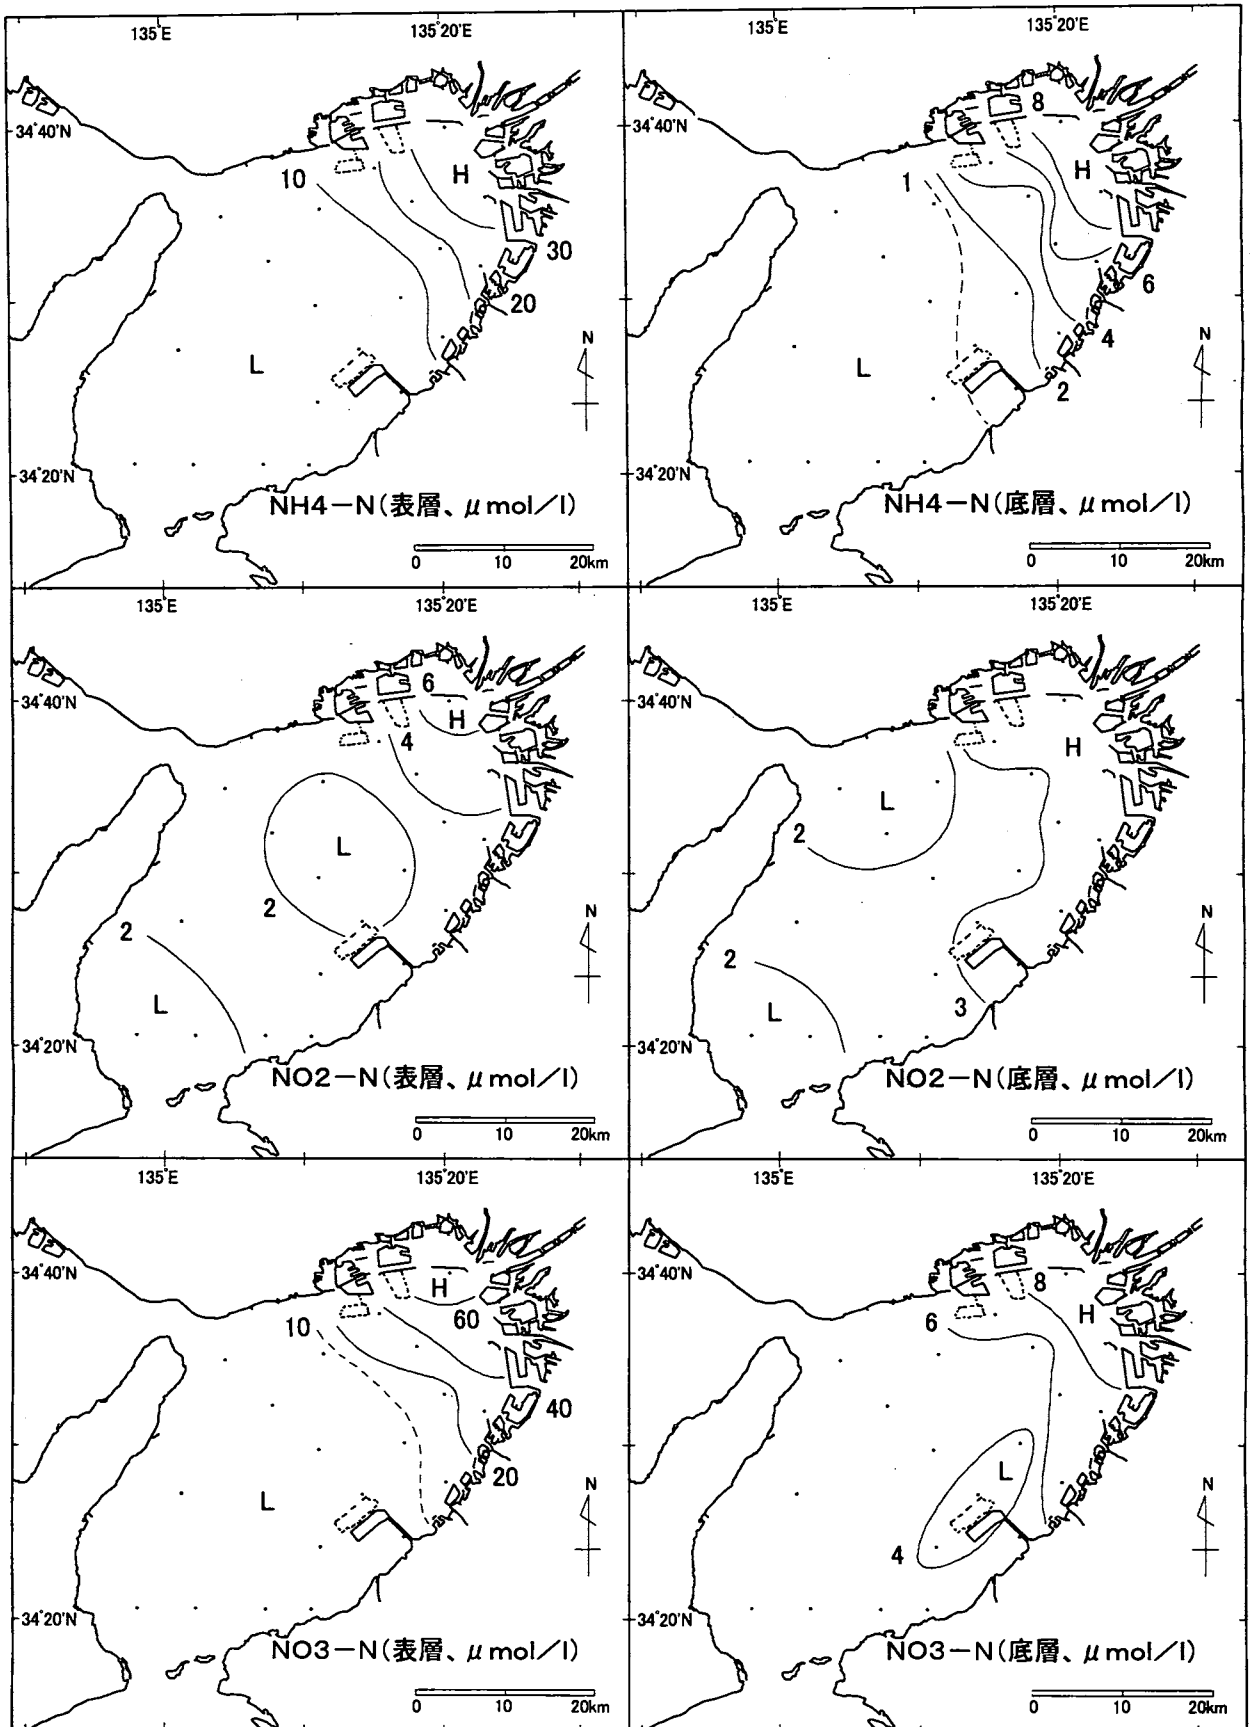 135°E
135°20'E
34°40'N
10
H
30
20
L
N
34°20'N
NH4-N(表層、μmol/l)
0 10 20km
135°E
135°20'E
34°40'N
8
1
H
6
4
L
N
2
34°20'N
NH4-N(底層、μmol/l)
0 10 20km
135°E
135°20'E
34°40'N
6
H
4
L
2
2
N
L
34°20'N
NO2-N(表層、μmol/l)
0 10 20km
135°E
135°20'E
34°40'N
H
L
2
N
2
L
3
34°20'N
NO2-N(底層、μmol/l)
0 10 20km
135°E
135°20'E
34°40'N
H
60
10
40
20
L
N
34°20'N
NO3-N(表層、μmol/l)
0 10 20km
135°E
135°20'E
34°40'N
8
H
6
L
N
4
34°20'N
NO3-N(底層、μmol/l)
0 10 20km